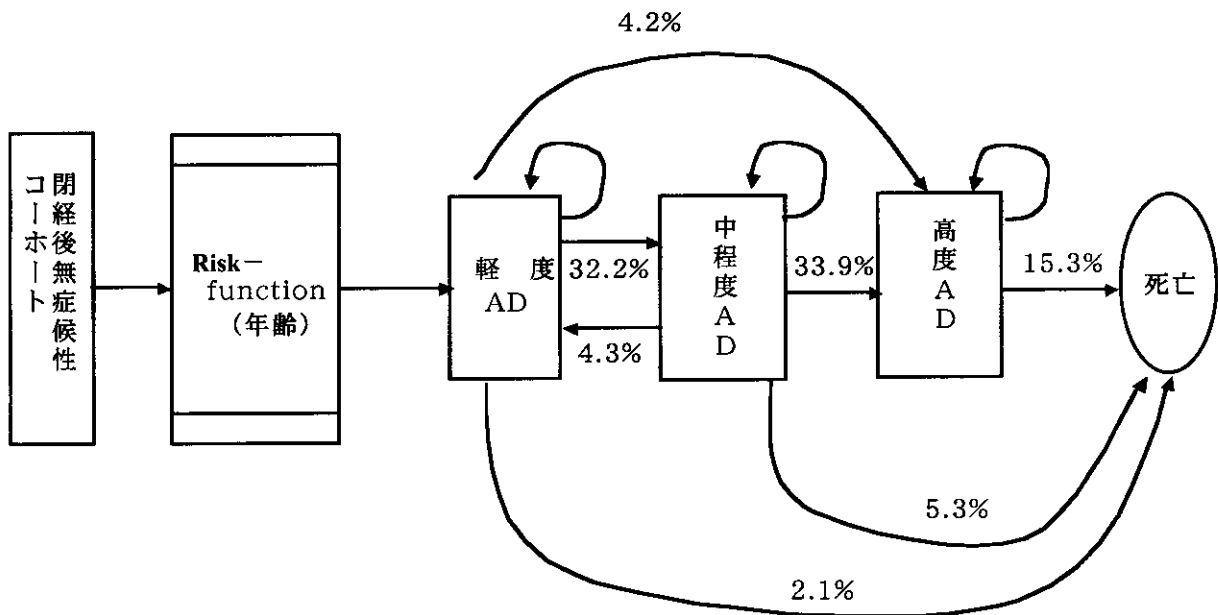 4.2%
閉経後無症候性
コーホート
Risk－
function
（年齢）
軽　度
AD
32.2%
4.3%
中程度AD
33.9%
高度AD
15.3%
死亡
5.3%
2.1%